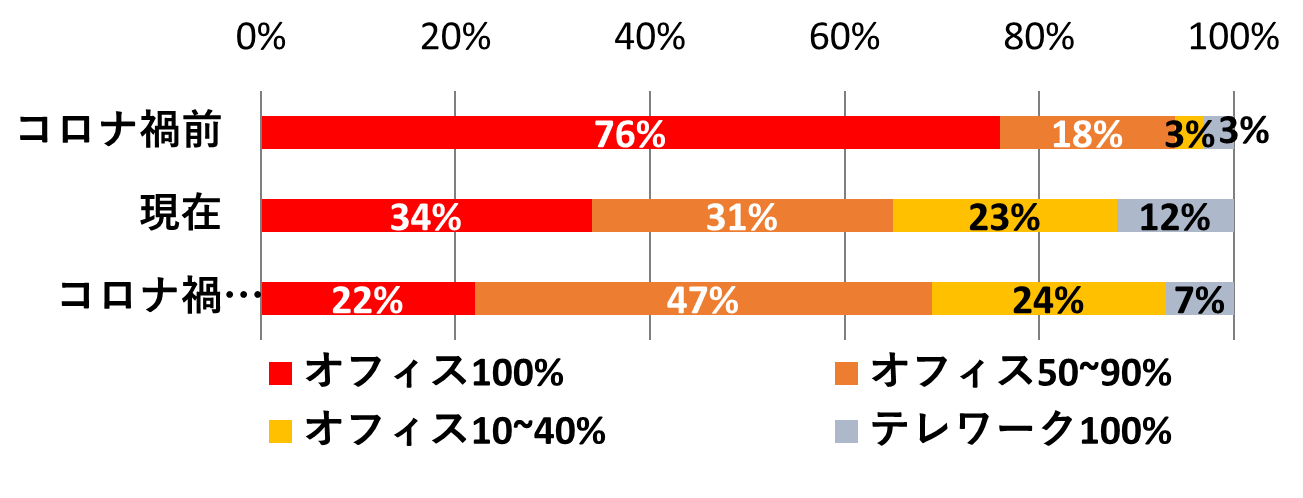 0% 20% 40% 60% 80% 100%
コロナ禍前 76% 18% 3% 3%
現在 34% 31% 23% 12%
コロナ禍… 22% 47% 24% 7%
オフィス100% オフィス50~90%
オフィス10~40% テレワーク100%